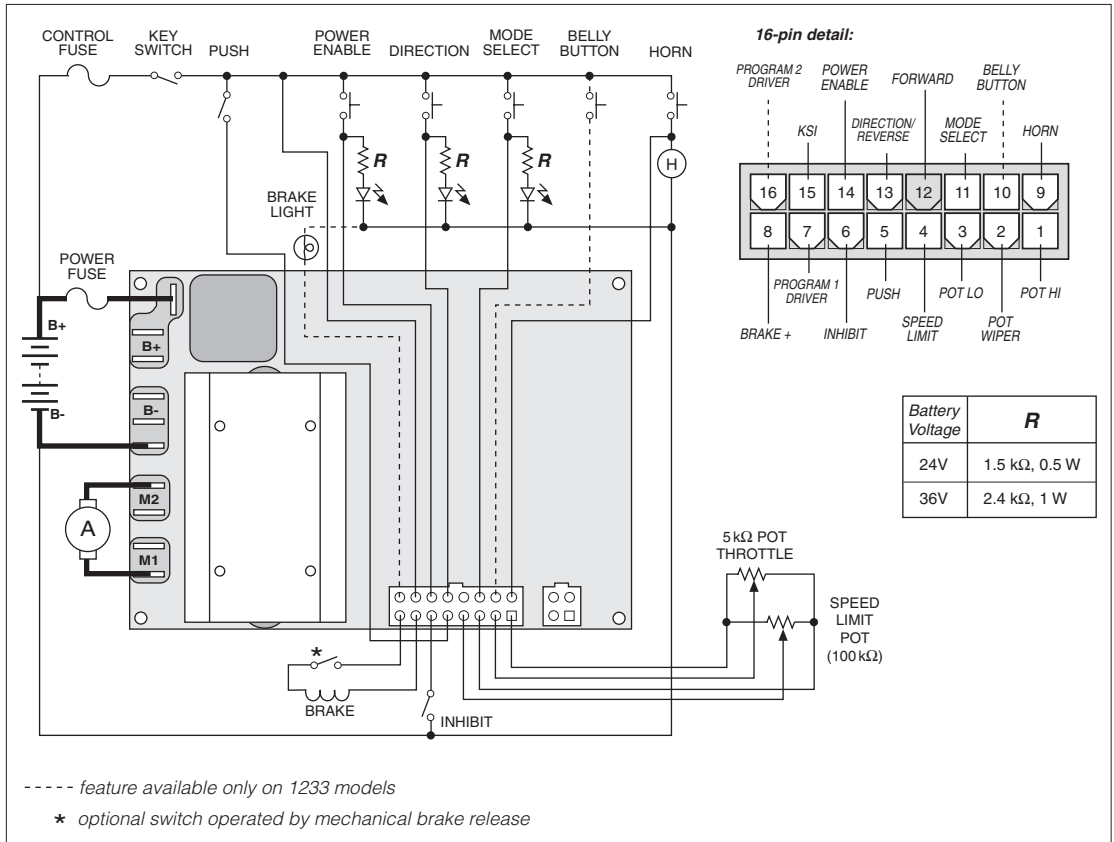 CONTROL
FUSE
KEY
SWITCH
PUSH
POWER
ENABLE
DIRECTION
MODE
SELECT
BELLY
BUTTON
HORN
R
R
R
H
BRAKE
LIGHT
POWER
FUSE
B+
B-
B+
B-
M2
M1
A
*
BRAKE
INHIBIT
5 kΩ POT
THROTTLE
SPEED
LIMIT
POT
(100 kΩ)
16-pin detail:
PROGRAM 2
DRIVER
KSI
POWER
ENABLE
DIRECTION/
REVERSE
FORWARD
MODE
SELECT
BELLY
BUTTON
HORN
16 15 14 13 12 11 10 9
8 7 6 5 4 3 2 1
BRAKE +
PROGRAM 1
DRIVER
INHIBIT
PUSH
SPEED
LIMIT
POT LO
POT
WIPER
POT HI
Battery
Voltage
R
24V 1.5 kΩ, 0.5 W
36V 2.4 kΩ, 1 W
----- feature available only on 1233 models
* optional switch operated by mechanical brake release